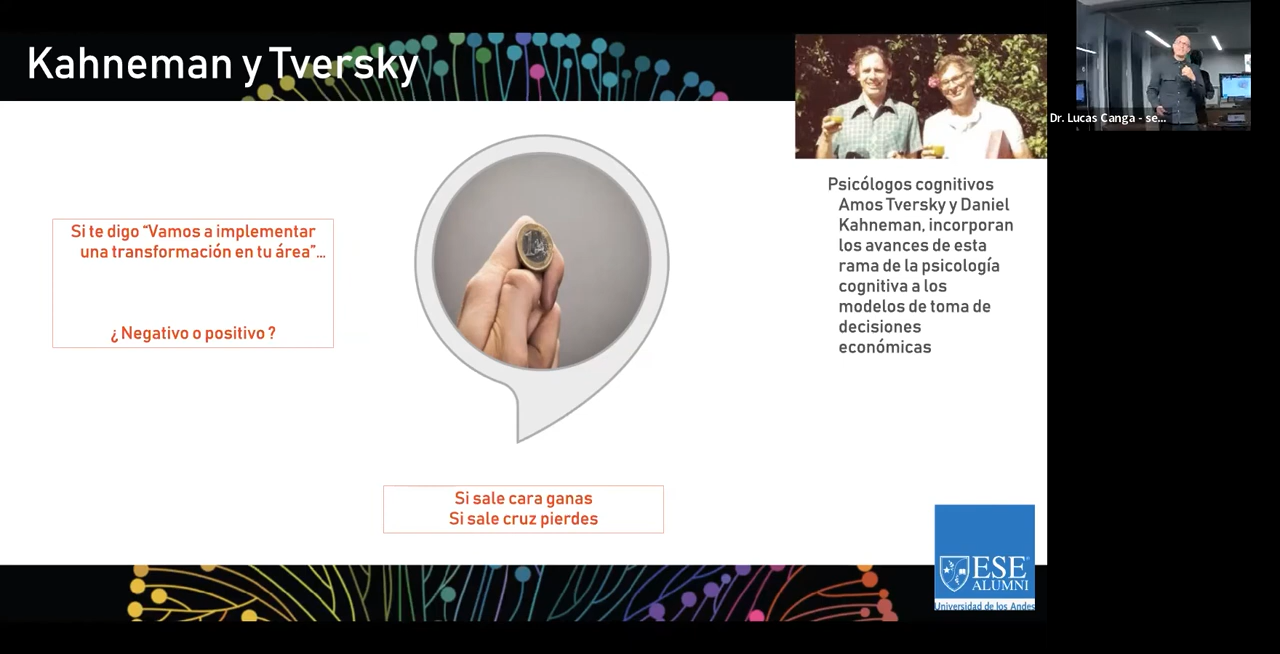 Kahneman y Tversky
Dr. Lucas Canga - se...
Si te digo “Vamos a implementar
una transformación en tu área”...
¿ Negativo o positivo ?
Si sale cara ganas
Si sale cruz pierdes
Psicólogos cognitivos
Amos Tversky y Daniel
Kahneman, incorporan
los avances de esta
rama de la psicología
cognitiva a los
modelos de toma de
decisiones
económicas
ESE
ALUMNI
Universidad de los Andes